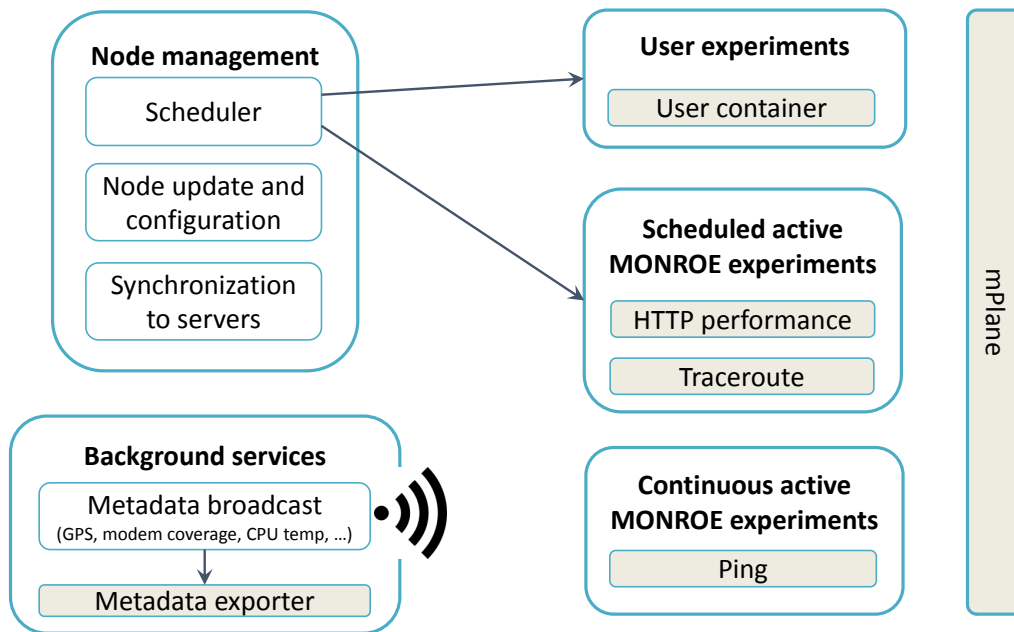 Node management
Scheduler
Node update and
configuration
Synchronization
to servers
Background services
Metadata broadcast
(GPS, modem coverage, CPU temp, …)
Metadata exporter
User experiments
User container
Scheduled active
MONROE experiments
HTTP performance
Traceroute
Continuous active
MONROE experiments
Ping
mPlane